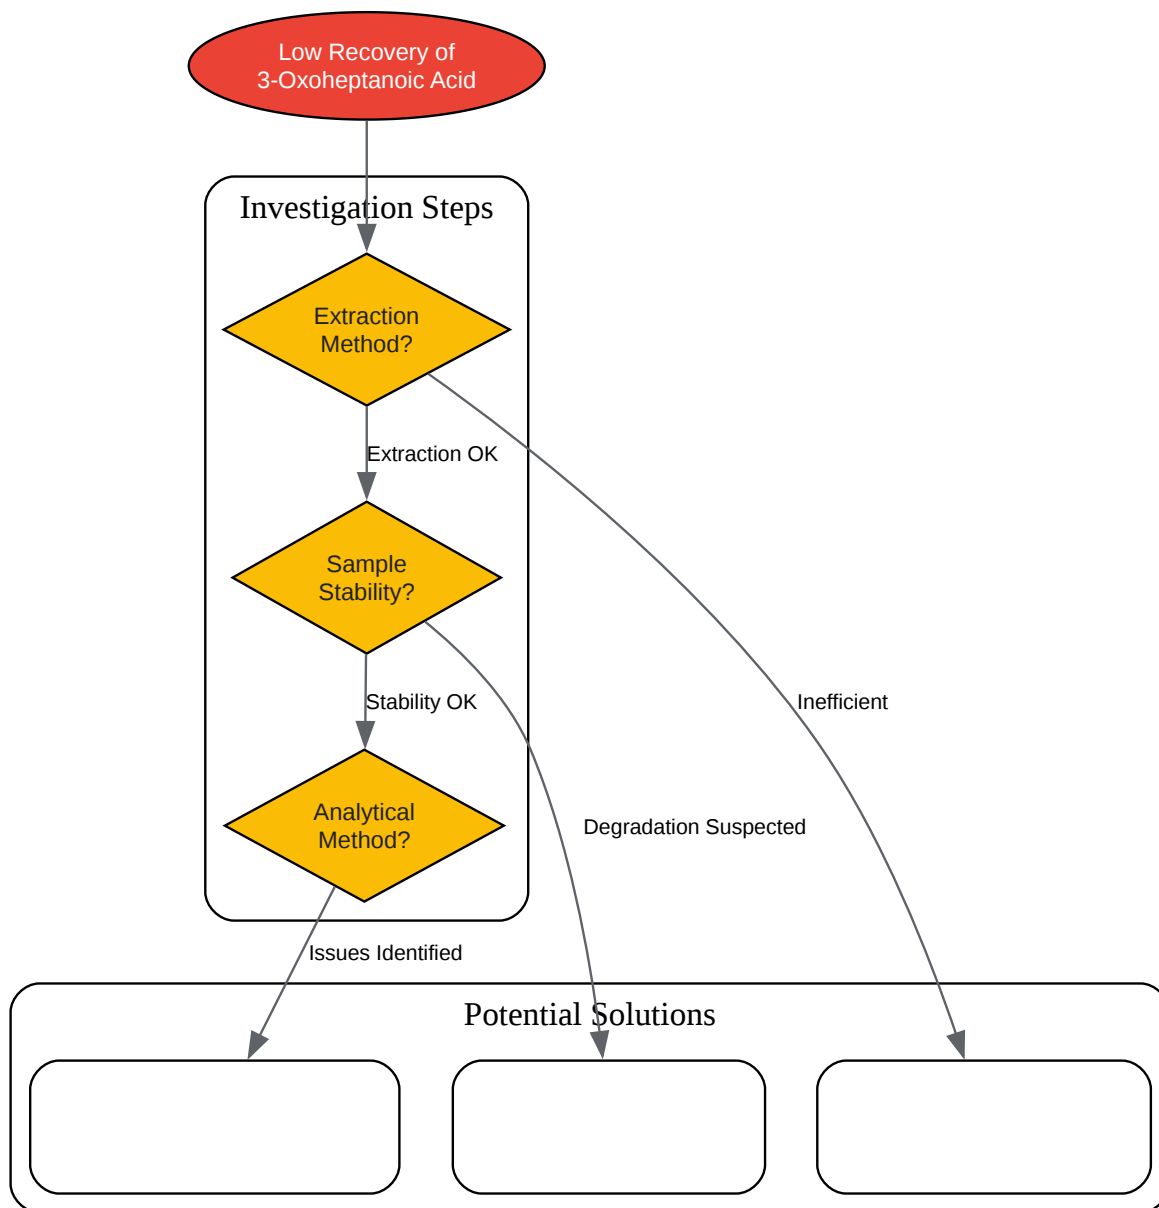 Low Recovery of
3-Oxoheptanoic Acid
Investigation Steps
Extraction
Method?
Extraction OK
Sample
Stability?
Stability OK
Inefficient
Analytical
Method?
Degradation Suspected
Issues Identified
Potential Solutions